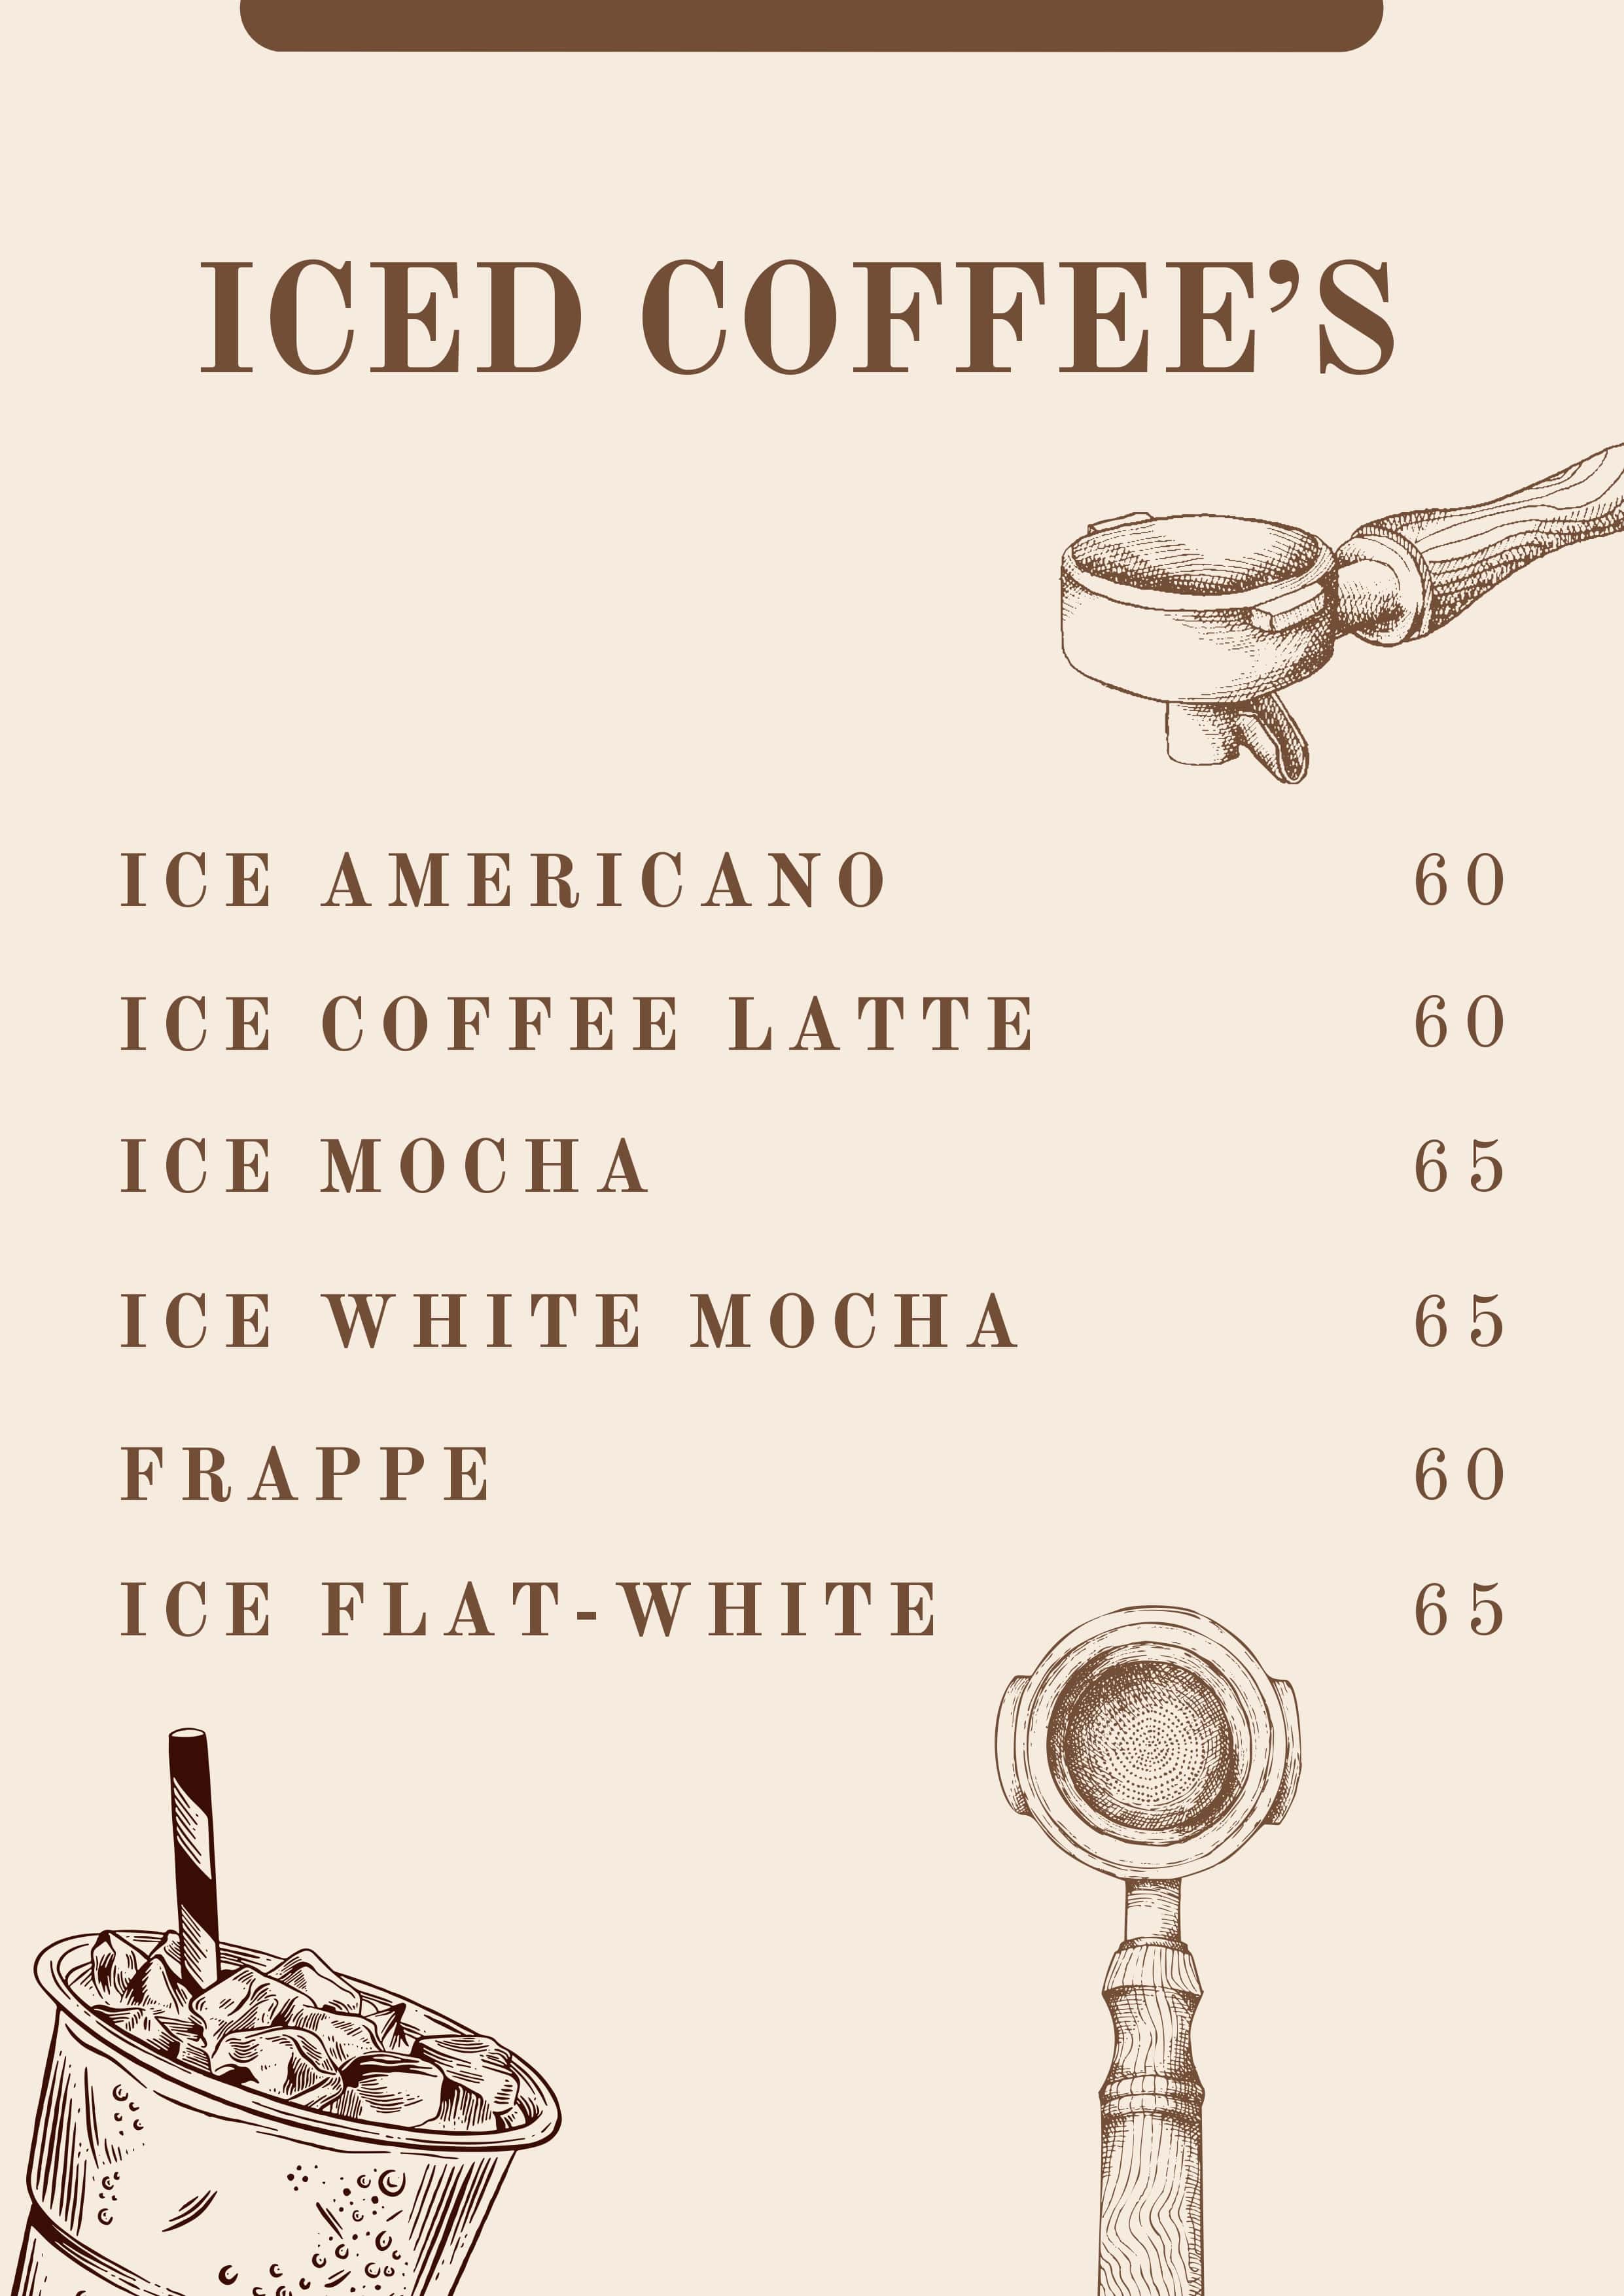 ICED COFFEE’S
ICE AMERICANO 60
ICE COFFEE LATTE 60
ICE MOCHA 65
ICE WHITE MOCHA 65
FRAPPE 60
ICE FLAT-WHITE 65